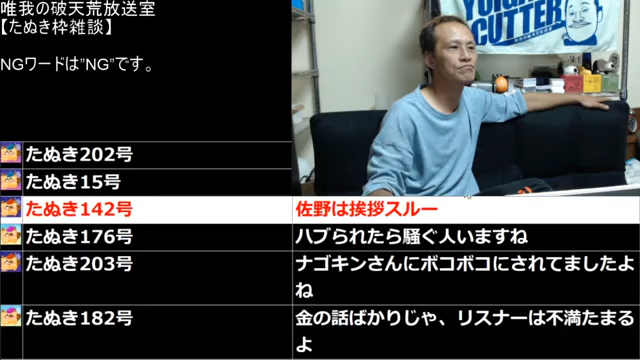 唯我の破天荒放送室
【たぬき枠雑談】
NGワードは”NG”です。
CUTTER
たぬき202号
たぬき15号
たぬき142号 佐野は挨拶スルー
たぬき176号 ハブられたら騒ぐ人いますね
たぬき203号 ナゴキンさんにボコボコにされてましたよ
ね
たぬき182号 金の話ばかりじゃ、リスナーは不満たまる
よ